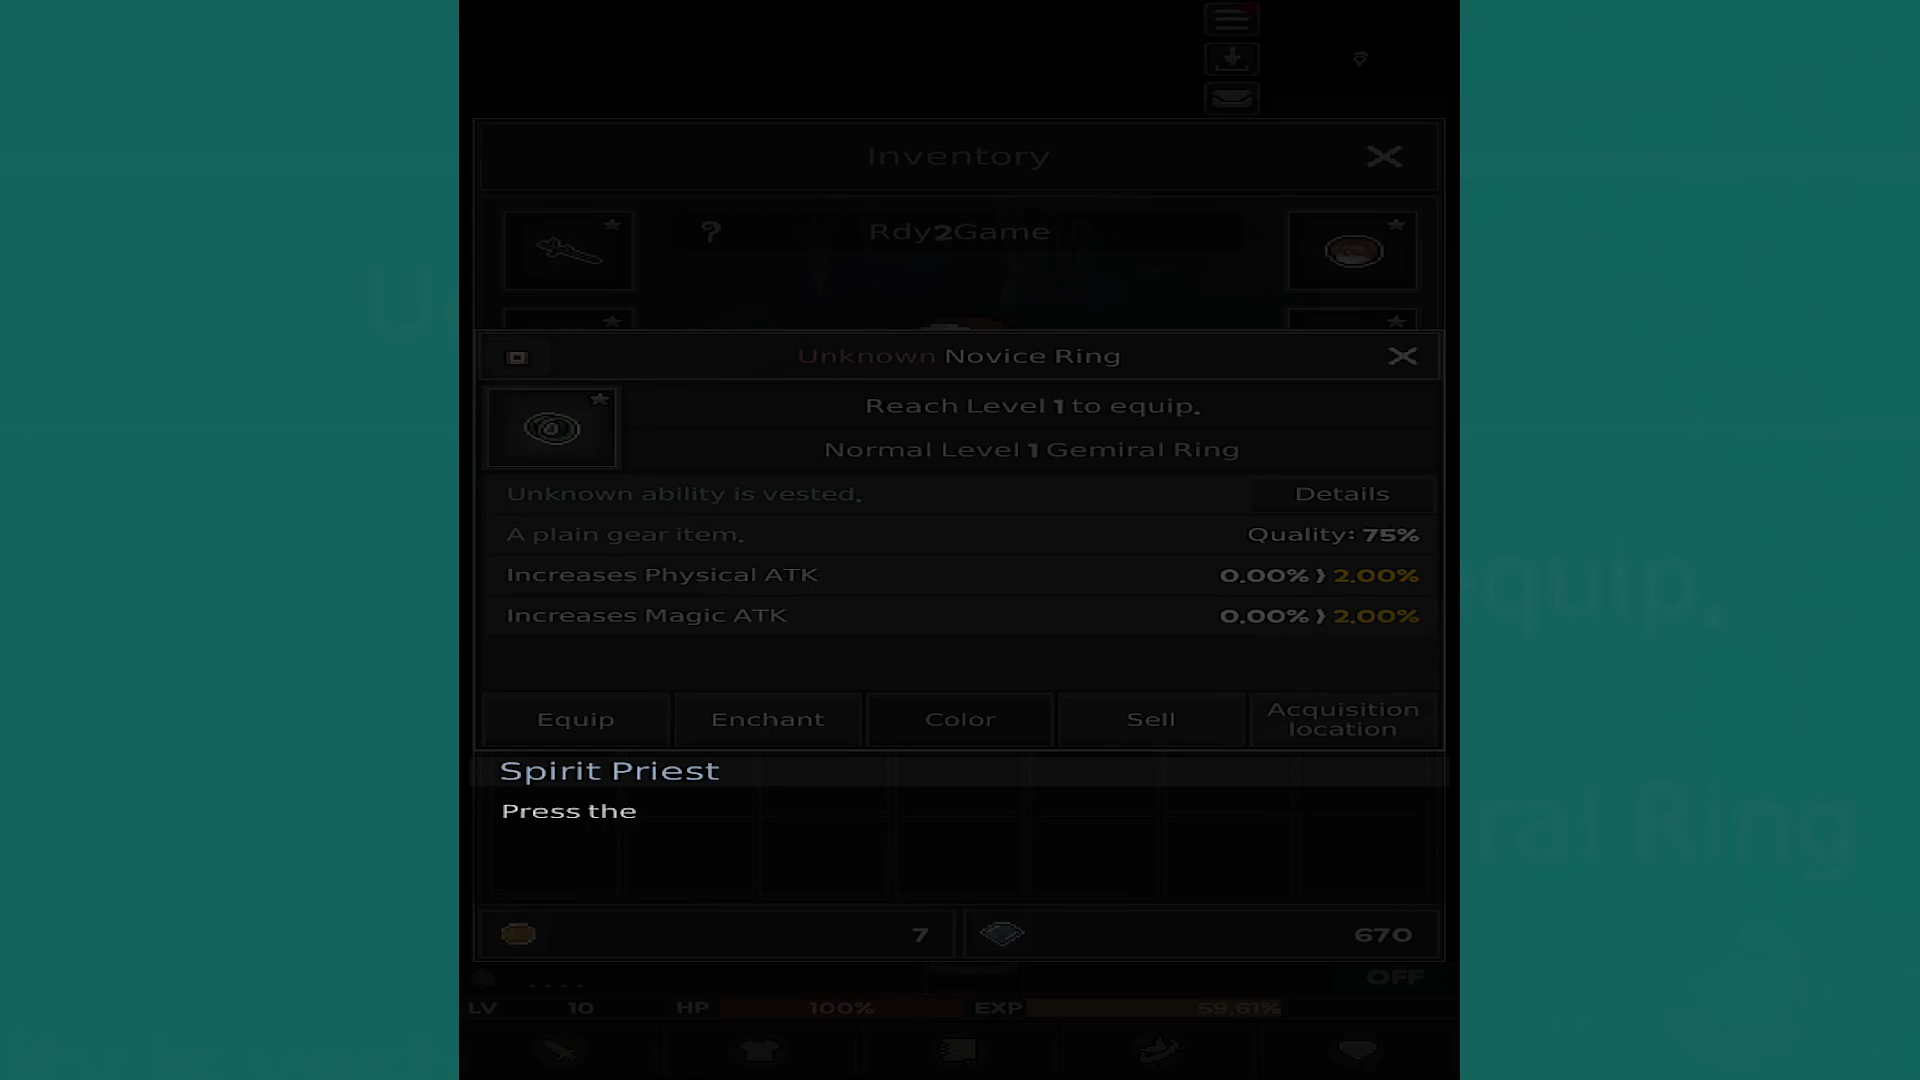 Inventory
Rdy2Game
?
Unknown Novice Ring
Reach Level 1 to equip.
Normal Level 1 Gemiral Ring
Unknown ability is vested.
Details
A plain gear item.
Quality: 75%
Increases Physical ATK
0.00% 2.00%
Increases Magic ATK
0.00% 2.00%
Equip
Enchant
Color
Sell
Acquisition
location
Spirit Priest
Press the
7
670
....
OFF
LV 10 HP 100% EXP 59.61%
equip.
ral Ring